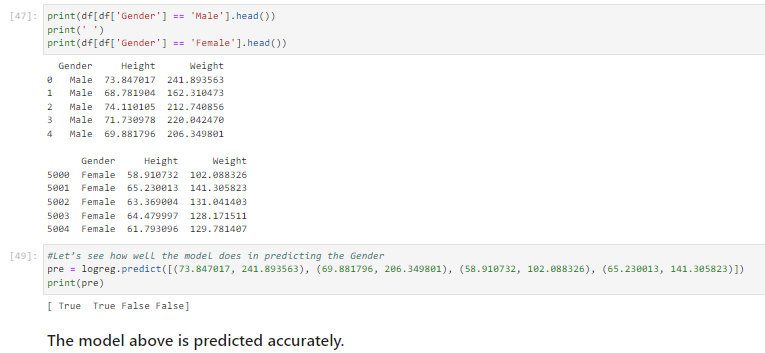 [47]: print(df[df['Gender'] == 'Male'].head())
print(' ')
print(df[df['Gender'] == 'Female'].head())
Gender Height Weight
0 Male 73.847017 241.893563
1 Male 68.781904 162.310473
2 Male 74.110105 212.740856
3 Male 71.730978 220.042470
4 Male 69.881796 206.349801
Gender Height Weight
5000 Female 58.910732 102.088326
5001 Female 65.230013 141.305823
5002 Female 63.369004 131.041403
5003 Female 64.479997 128.171511
5004 Female 61.793096 129.781407
[49]: #Let's see how well the model does in predicting the Gender
pre = logreg.predict([(73.847017, 241.893563), (69.881796, 206.349801), (58.910732, 102.088326), (65.230013, 141.305823)])
print(pre)
[ True True False False]
The model above is predicted accurately.